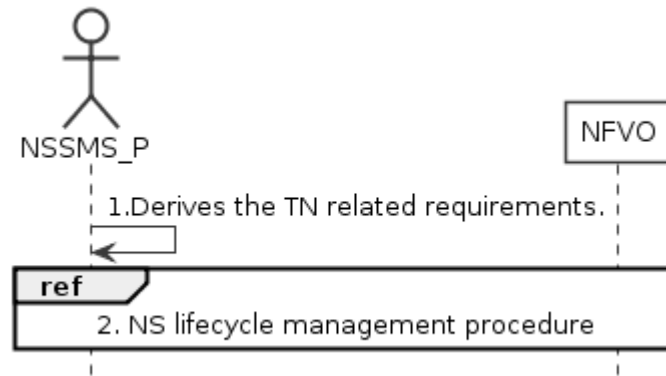 NSSMS_P
NFVO
1.Derives the TN related requirements.
ref
2. NS lifecycle management procedure